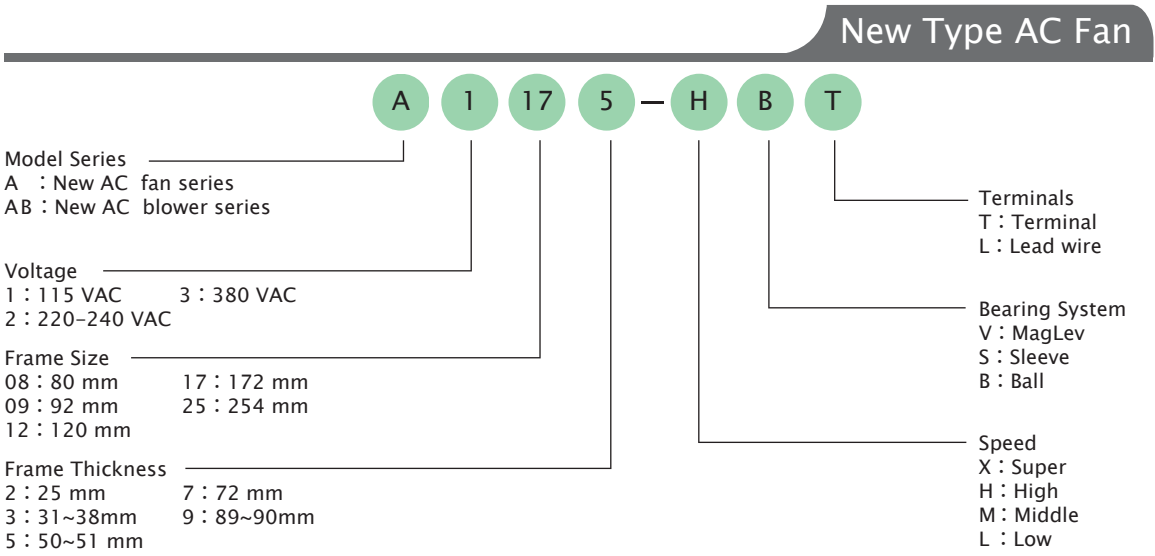 New Type AC Fan
A 1 17 5 — H B T
Model Series
A ：New AC fan series
AB：New AC blower series
Voltage
1：115 VAC 3：380 VAC
2：220–240 VAC
Frame Size
08：80 mm 17：172 mm
09：92 mm 25：254 mm
12：120 mm
Frame Thickness
2：25 mm 7：72 mm
3：31~38mm 9：89~90mm
5：50~51 mm
Terminals
T：Terminal
L：Lead wire
Bearing System
V：MagLev
S：Sleeve
B：Ball
Speed
X：Super
H：High
M：Middle
L ：Low